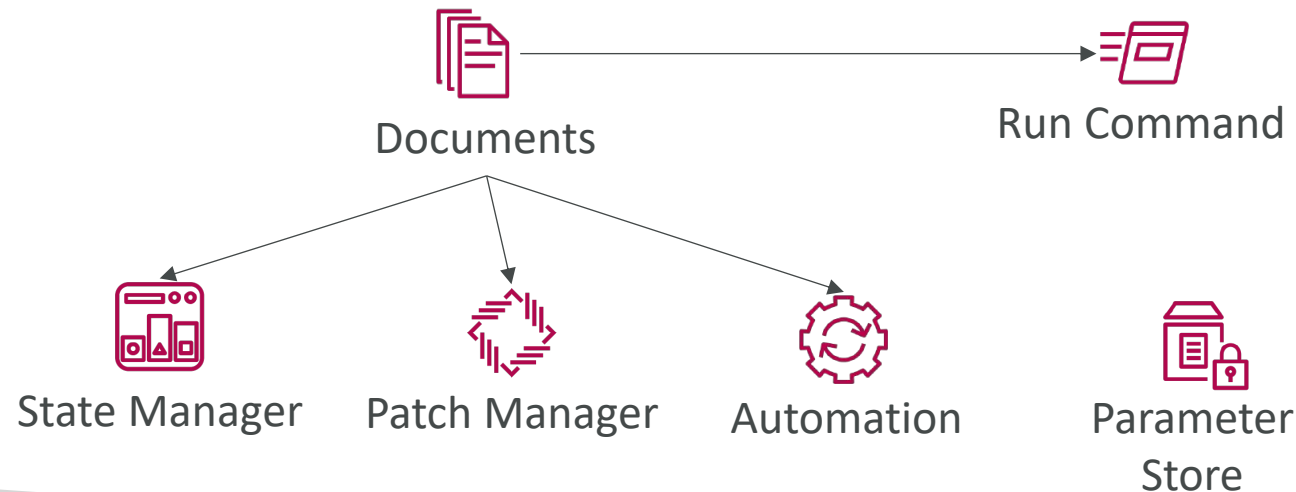 Documents
Run Command
State Manager
Patch Manager
Automation
Parameter
Store